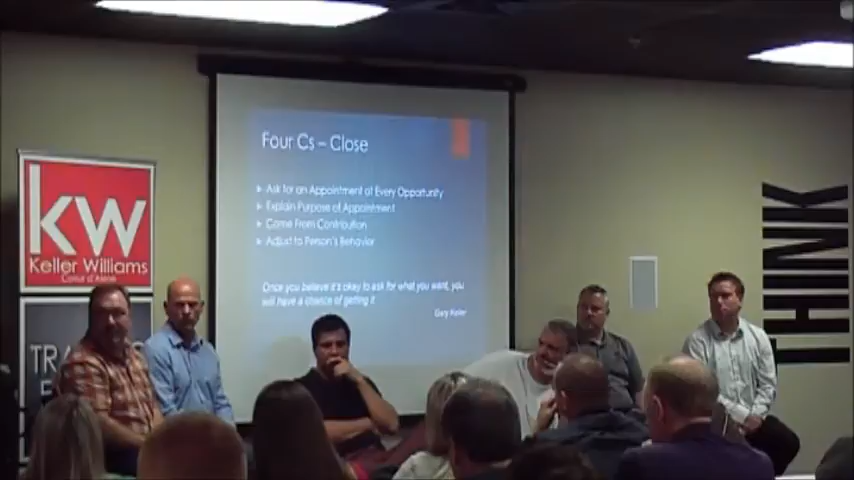 Four Cs – Close
Ask for an Appointment at Every Opportunity
Explain Purpose of Appointment
Come From Contribution
Adjust to Person's Behavior
Once you believe it's okay to ask for what you want, you
will have a chance of getting it
Gary Keller
kw
Keller Williams
Coeur d'Alene
THINK